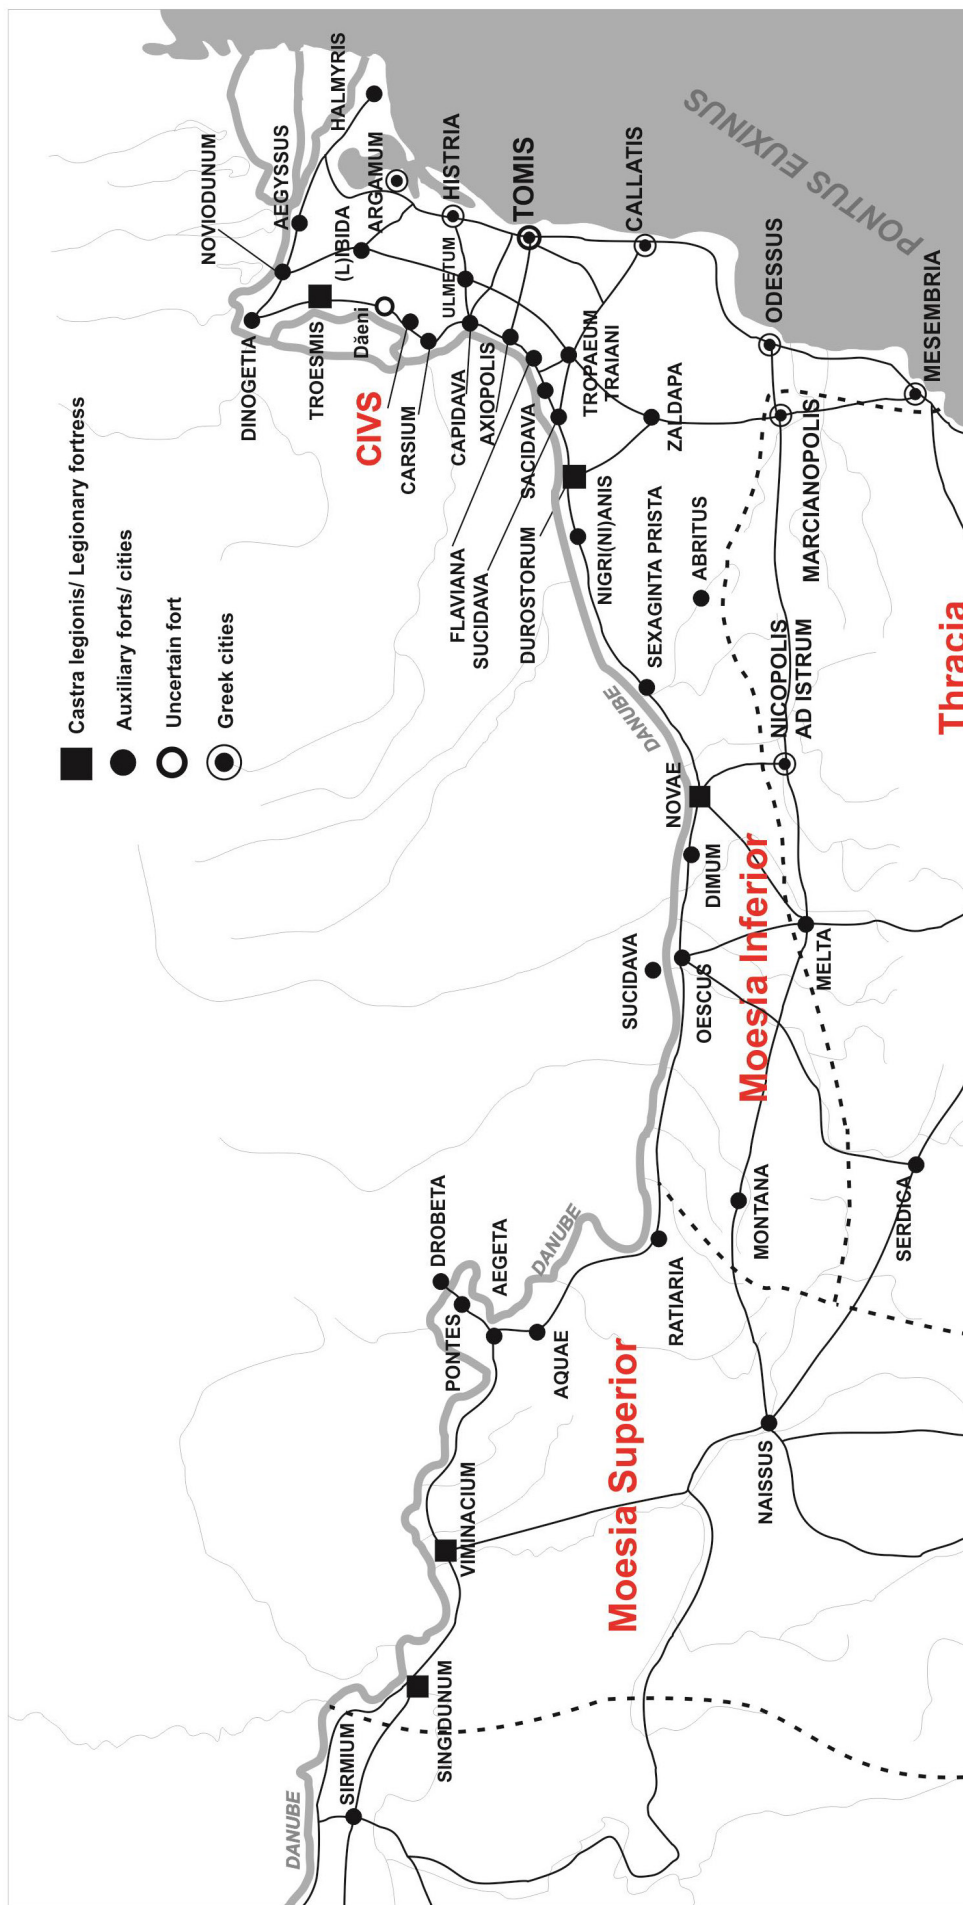 Castra legionis/ Legionary fortress
Auxiliary forts/ cities
Uncertain fort
Greek cities
DANUBE
SIRMIUM
SINGIDUNUM
VIMINACIUM
Moesia Superior
NAISSUS
PONTES
DROBETA
AEGETA
AQUAE
DANUBE
RATIARIA
MONTANA
SERDICA
SUCIDAVA
OESCUS
Moesia Inferior
MELTA
DIMUM
NOVAE
DANUBE
NICOPOLIS
AD ISTRUM
Thracia
SEXAGINTA PRISTA
ABRITUS
NIGRI(NI)ANIS
DUROSTORUM
SUCIDAVA
FLAVIANA
SACIDAVA
AXIOPOLIS
CAPIDAVA
CARSIUM
CIVS
Dăeni
TROESMIS
DINOGETIA
NOVIODUNUM
AEGYSSUS
HALMYRIS
(L)IBIDA
ARGAMUM
ULMETUM
HISTRIA
TOMIS
TROPAEUM
TRAIANI
CALLATIS
ZALDAPA
MARCIANOPOLIS
ODESSUS
MESEMBRIA
PONTUS EUXINUS